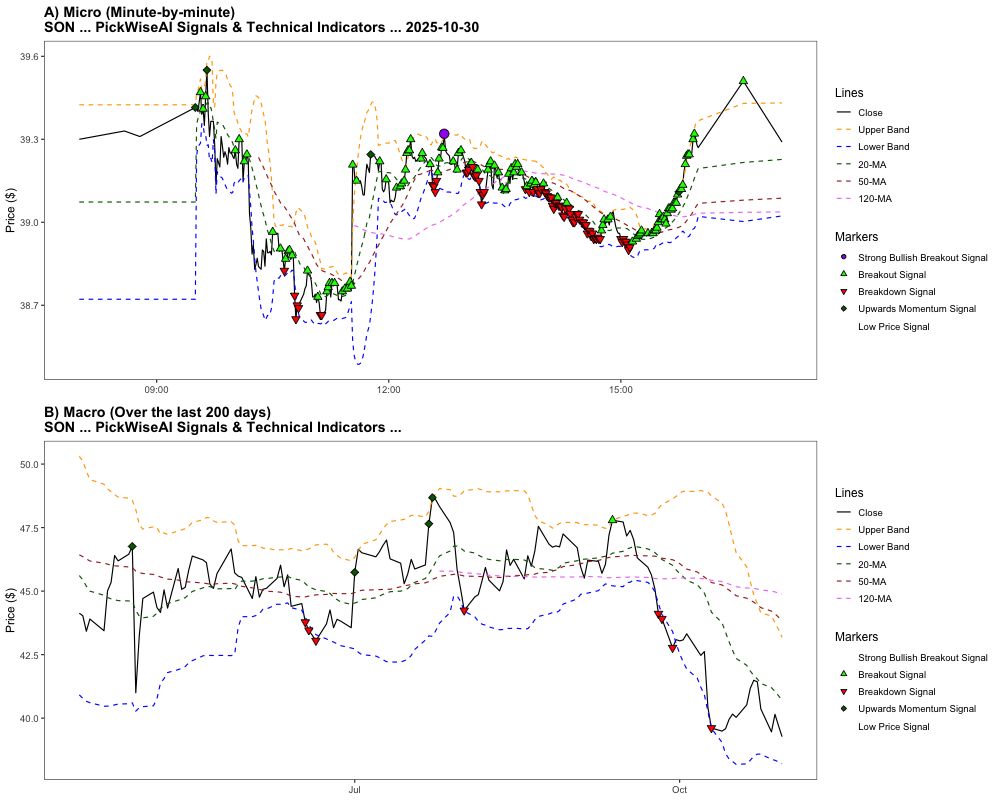 A) Micro (Minute-by-minute)
SON ... PickWiseAI Signals & Technical Indicators ... 2025-10-30
39.6
39.3
39.0
38.7
Price ($)
09:00
12:00
15:00
Lines
Close
Upper Band
Lower Band
20-MA
50-MA
120-MA
Markers
Strong Bullish Breakout Signal
Breakout Signal
Breakdown Signal
Upwards Momentum Signal
Low Price Signal
B) Macro (Over the last 200 days)
SON ... PickWiseAI Signals & Technical Indicators ...
50.0
47.5
45.0
42.5
40.0
Price ($)
Jul
Oct
Lines
Close
Upper Band
Lower Band
20-MA
50-MA
120-MA
Markers
Strong Bullish Breakout Signal
Breakout Signal
Breakdown Signal
Upwards Momentum Signal
Low Price Signal